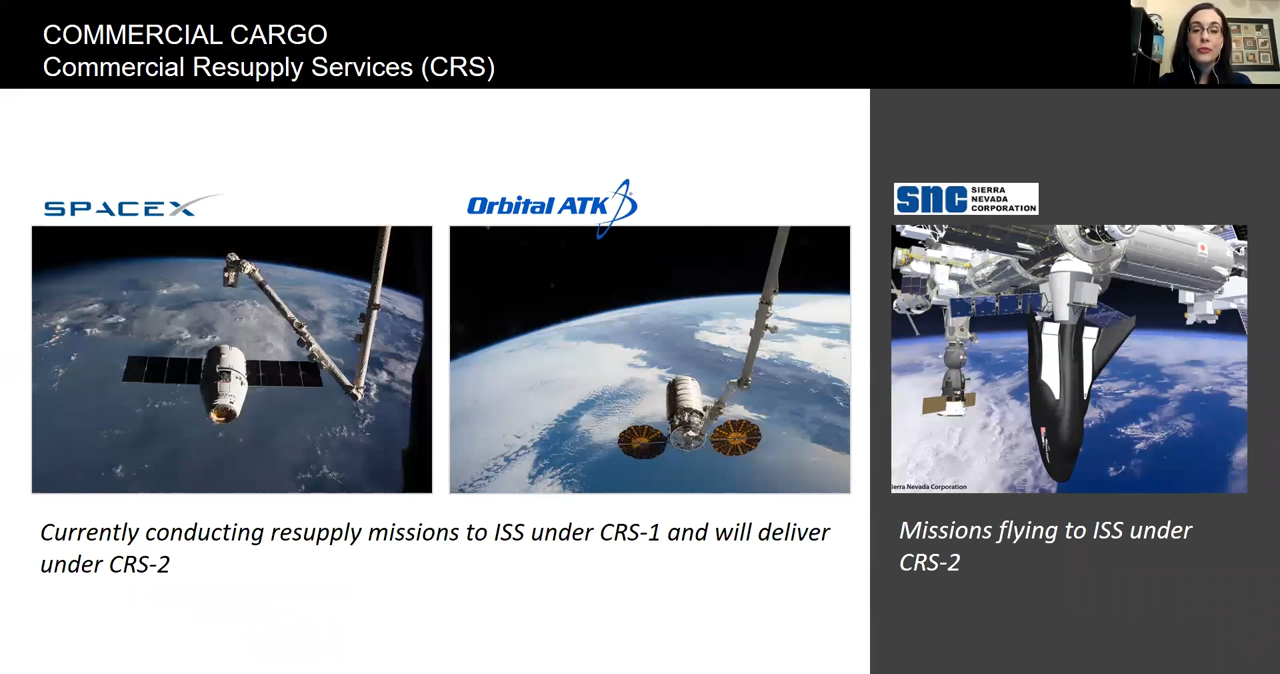 COMMERCIAL CARGO
Commercial Resupply Services (CRS)
SPACEX
Orbital ATK
snc SIERRA
NEVADA
CORPORATION
ierra Nevada Corporation
Currently conducting resupply missions to ISS under CRS-1 and will deliver
under CRS-2
Missions flying to ISS under
CRS-2